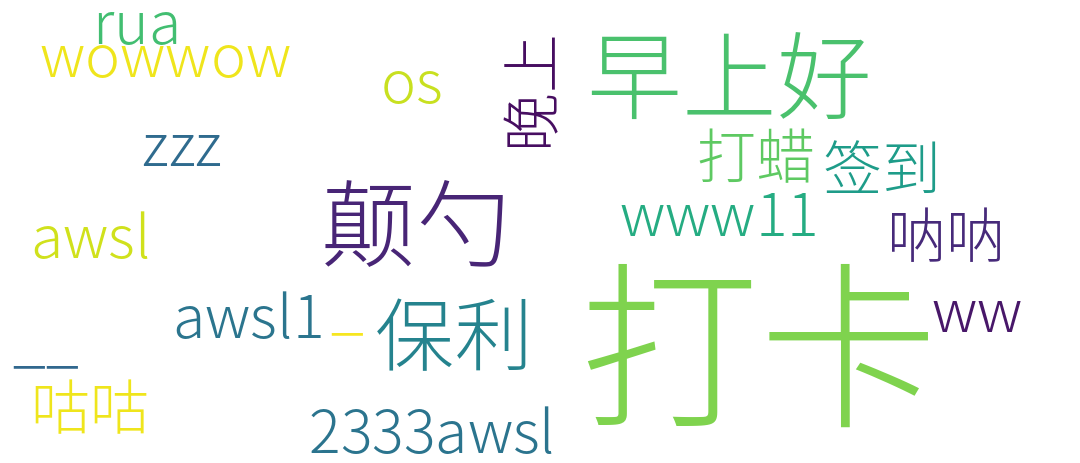 rua
wowwow
os
晚上
早上好
zzz
打蜡
签到
颠勺
www11
呐呐
awsl
打卡
awsl1
_
保利
ww
__
咕咕
2333awsl